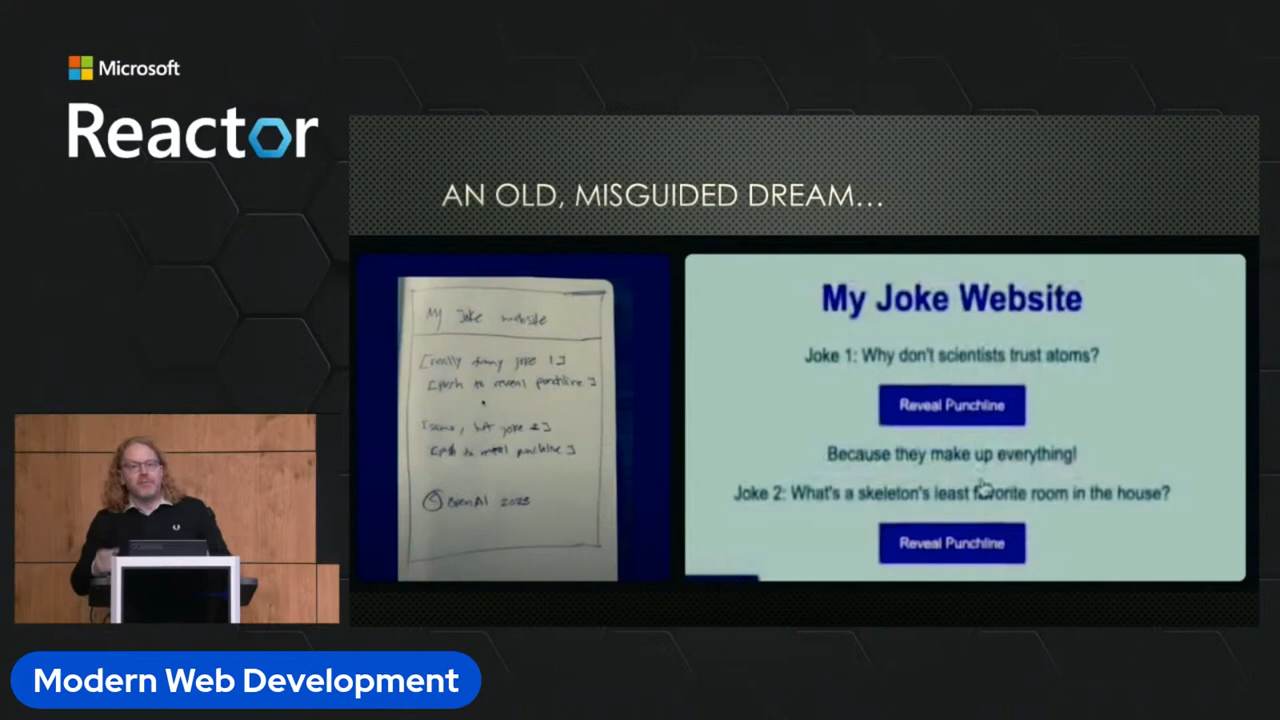 Microsoft
Reactor
AN OLD, MISGUIDED DREAM...
My Joke Website
[really funny joke 1]
[push to reveal punchline]
[same, but joke 2]
[push to reveal punchline]
© OpenAI 2023
My Joke Website
Joke 1: Why don't scientists trust atoms?
Reveal Punchline
Because they make up everything!
Joke 2: What's a skeleton's least favorite room in the house?
Reveal Punchline
Modern Web Development